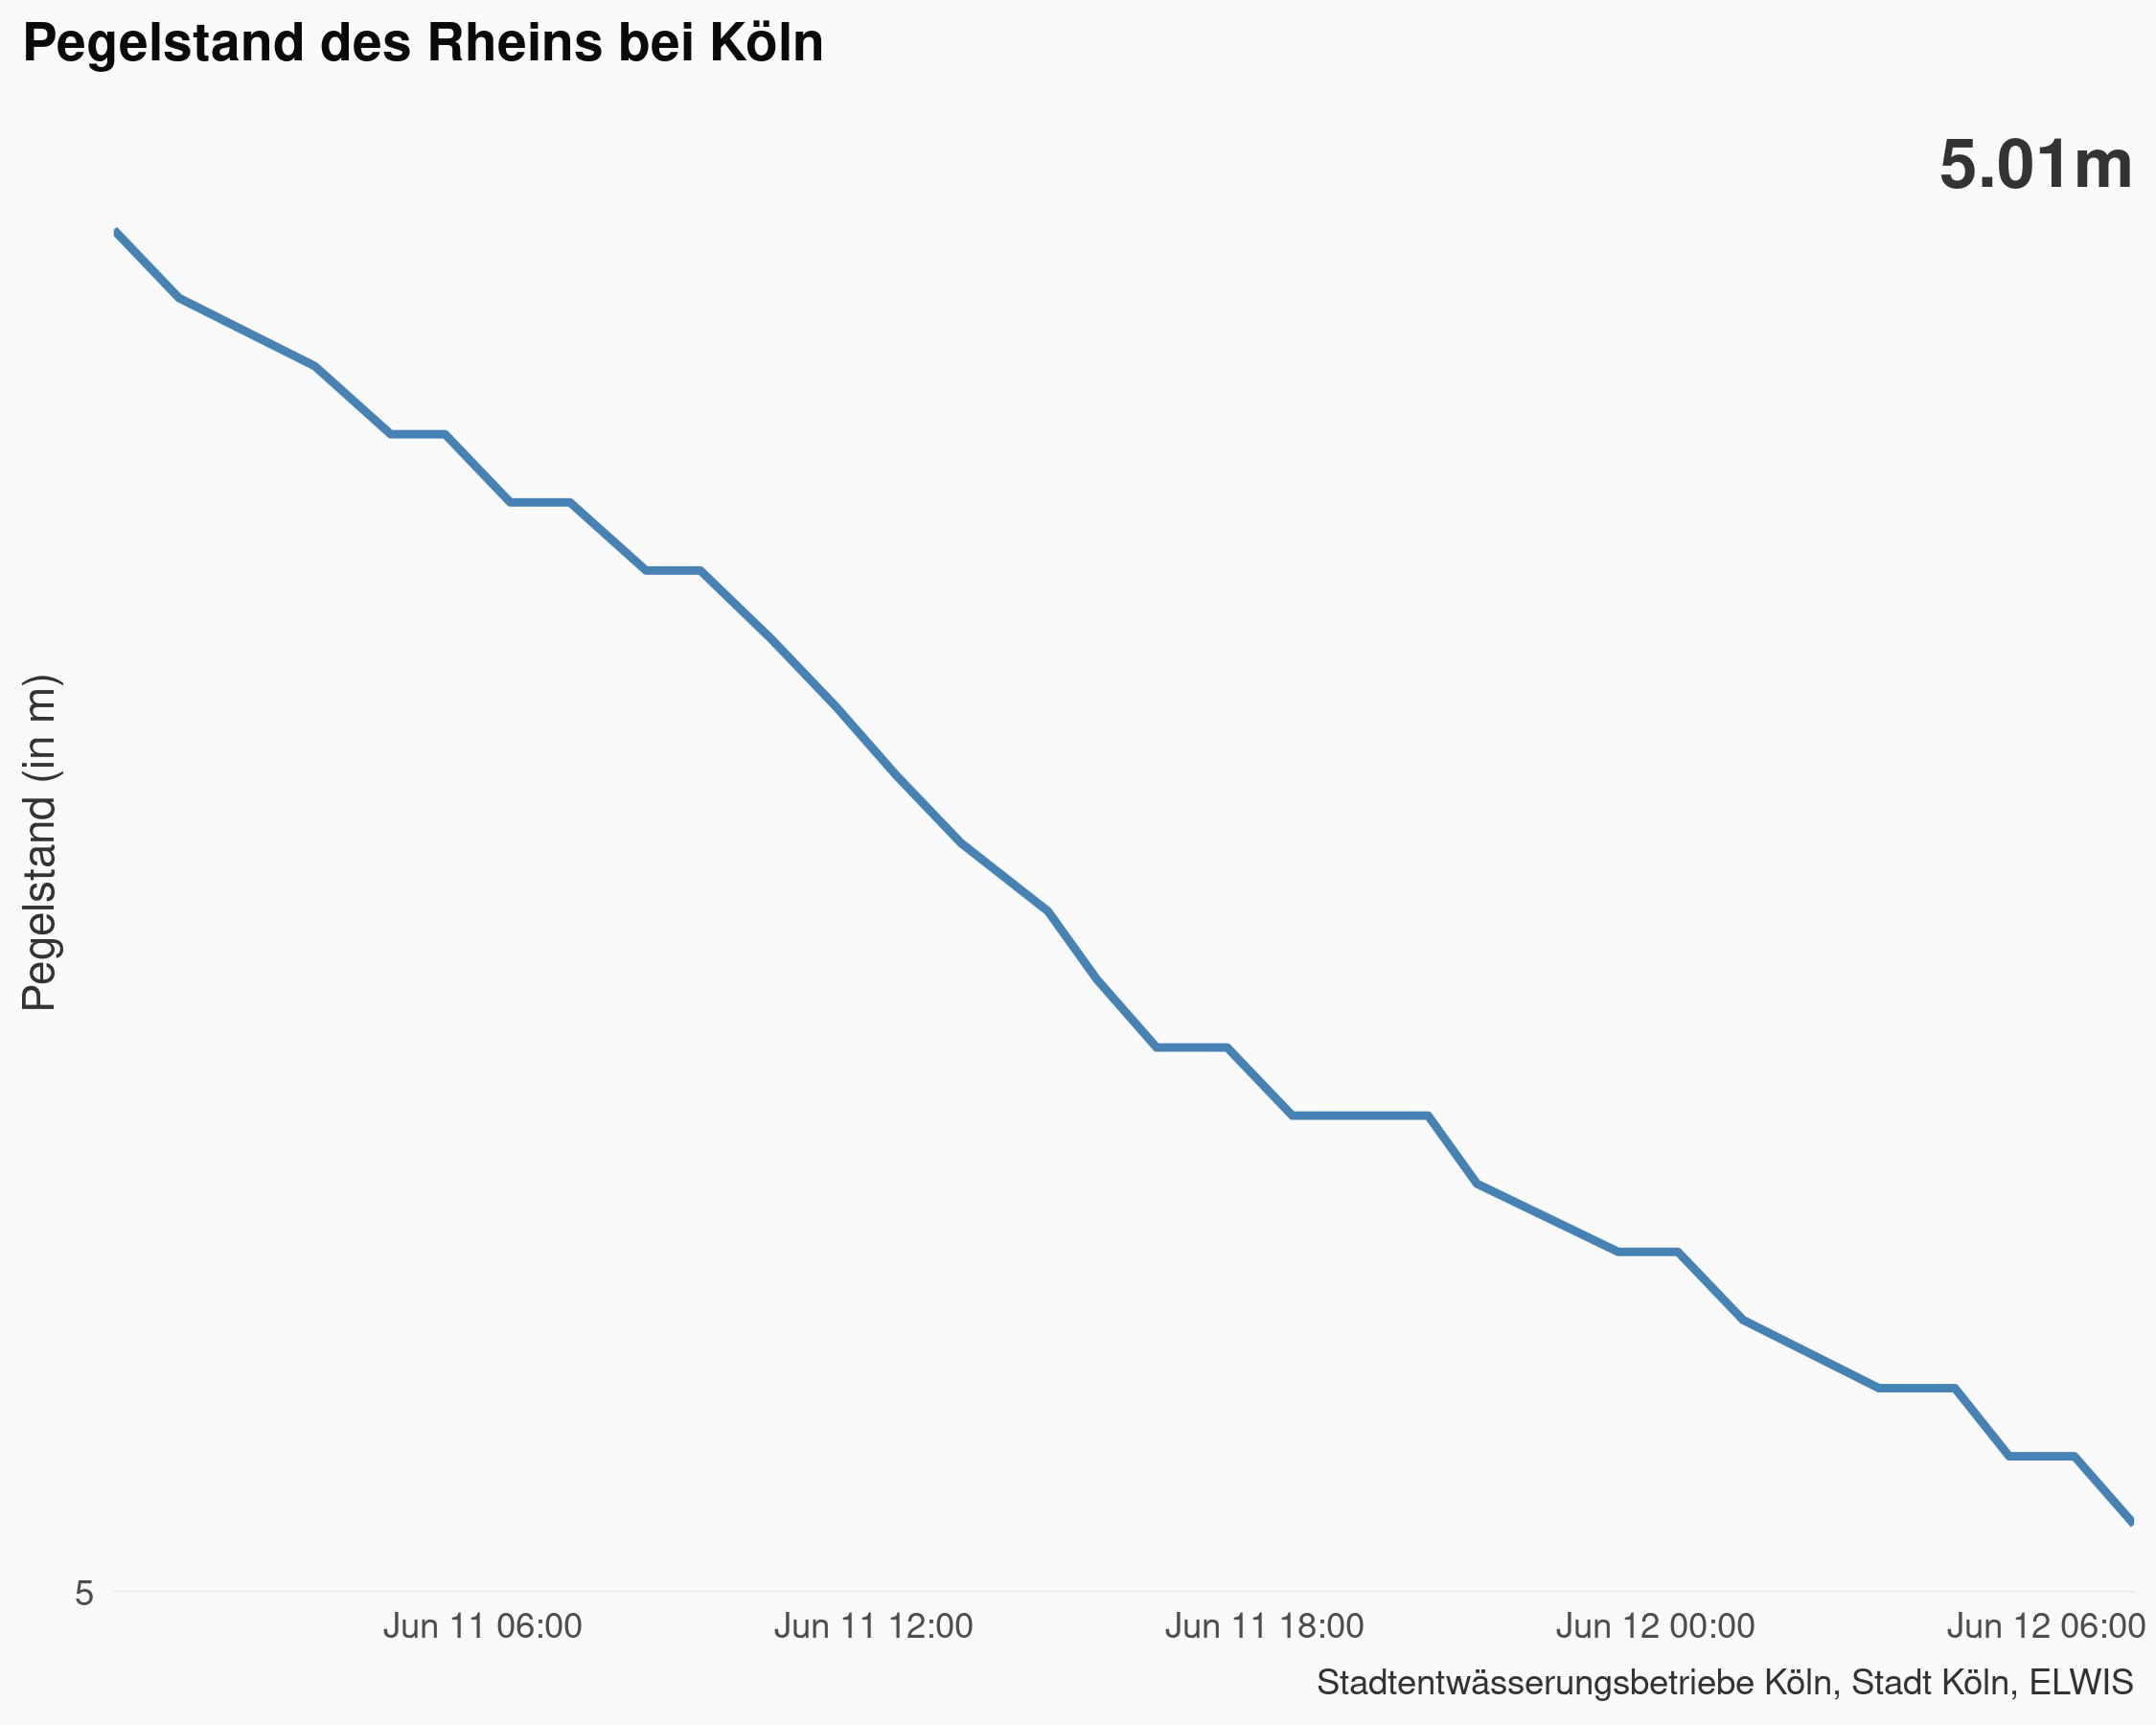 Pegelstand des Rheins bei Köln
5.01m
Pegelstand (in m)
5
Jun 11 06:00
Jun 11 12:00
Jun 11 18:00
Jun 12 00:00
Jun 12 06:00
Stadtentwässerungsbetriebe Köln, Stadt Köln, ELWIS